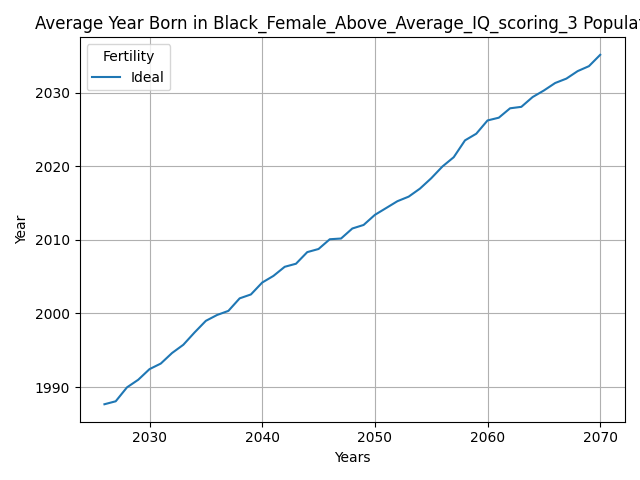 Average Year Born in Black_Female_Above_Average_IQ_scoring_3 Populat
Fertility
Ideal
2030
2020
2010
2000
1990
Year
2030 2040 2050 2060 2070
Years